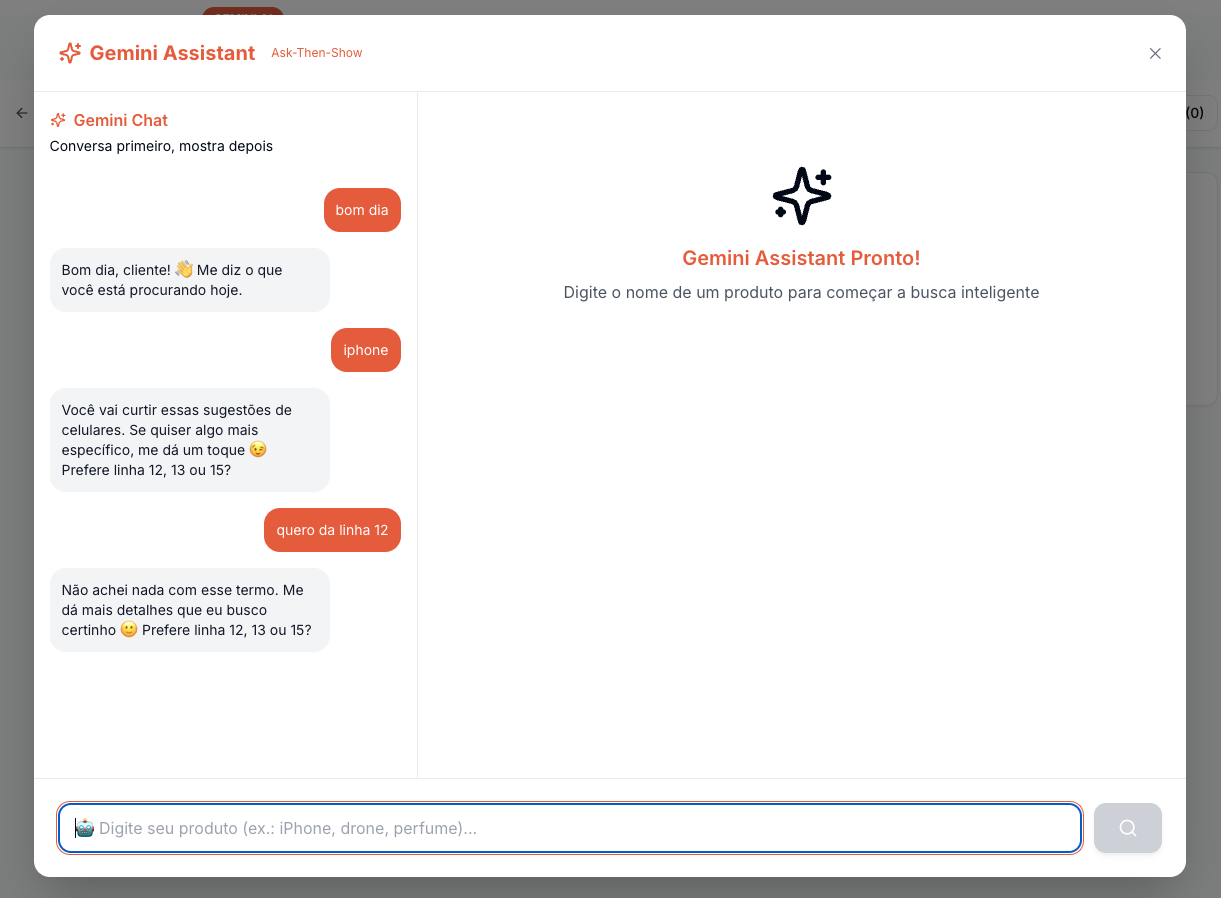 Gemini Assistant Ask-Then-Show
(0)
Gemini Chat
Conversa primeiro, mostra depois
bom dia
Bom dia, cliente! 👋 Me diz o que
você está procurando hoje.
iphone
Você vai curtir essas sugestões de
celulares. Se quiser algo mais
específico, me dá um toque 😉
Prefere linha 12, 13 ou 15?
quero da linha 12
Não achei nada com esse termo. Me
dá mais detalhes que eu busco
certinho 🙂 Prefere linha 12, 13 ou 15?
Gemini Assistant Pronto!
Digite o nome de um produto para começar a busca inteligente
🤖 Digite seu produto (ex.: iPhone, drone, perfume)...